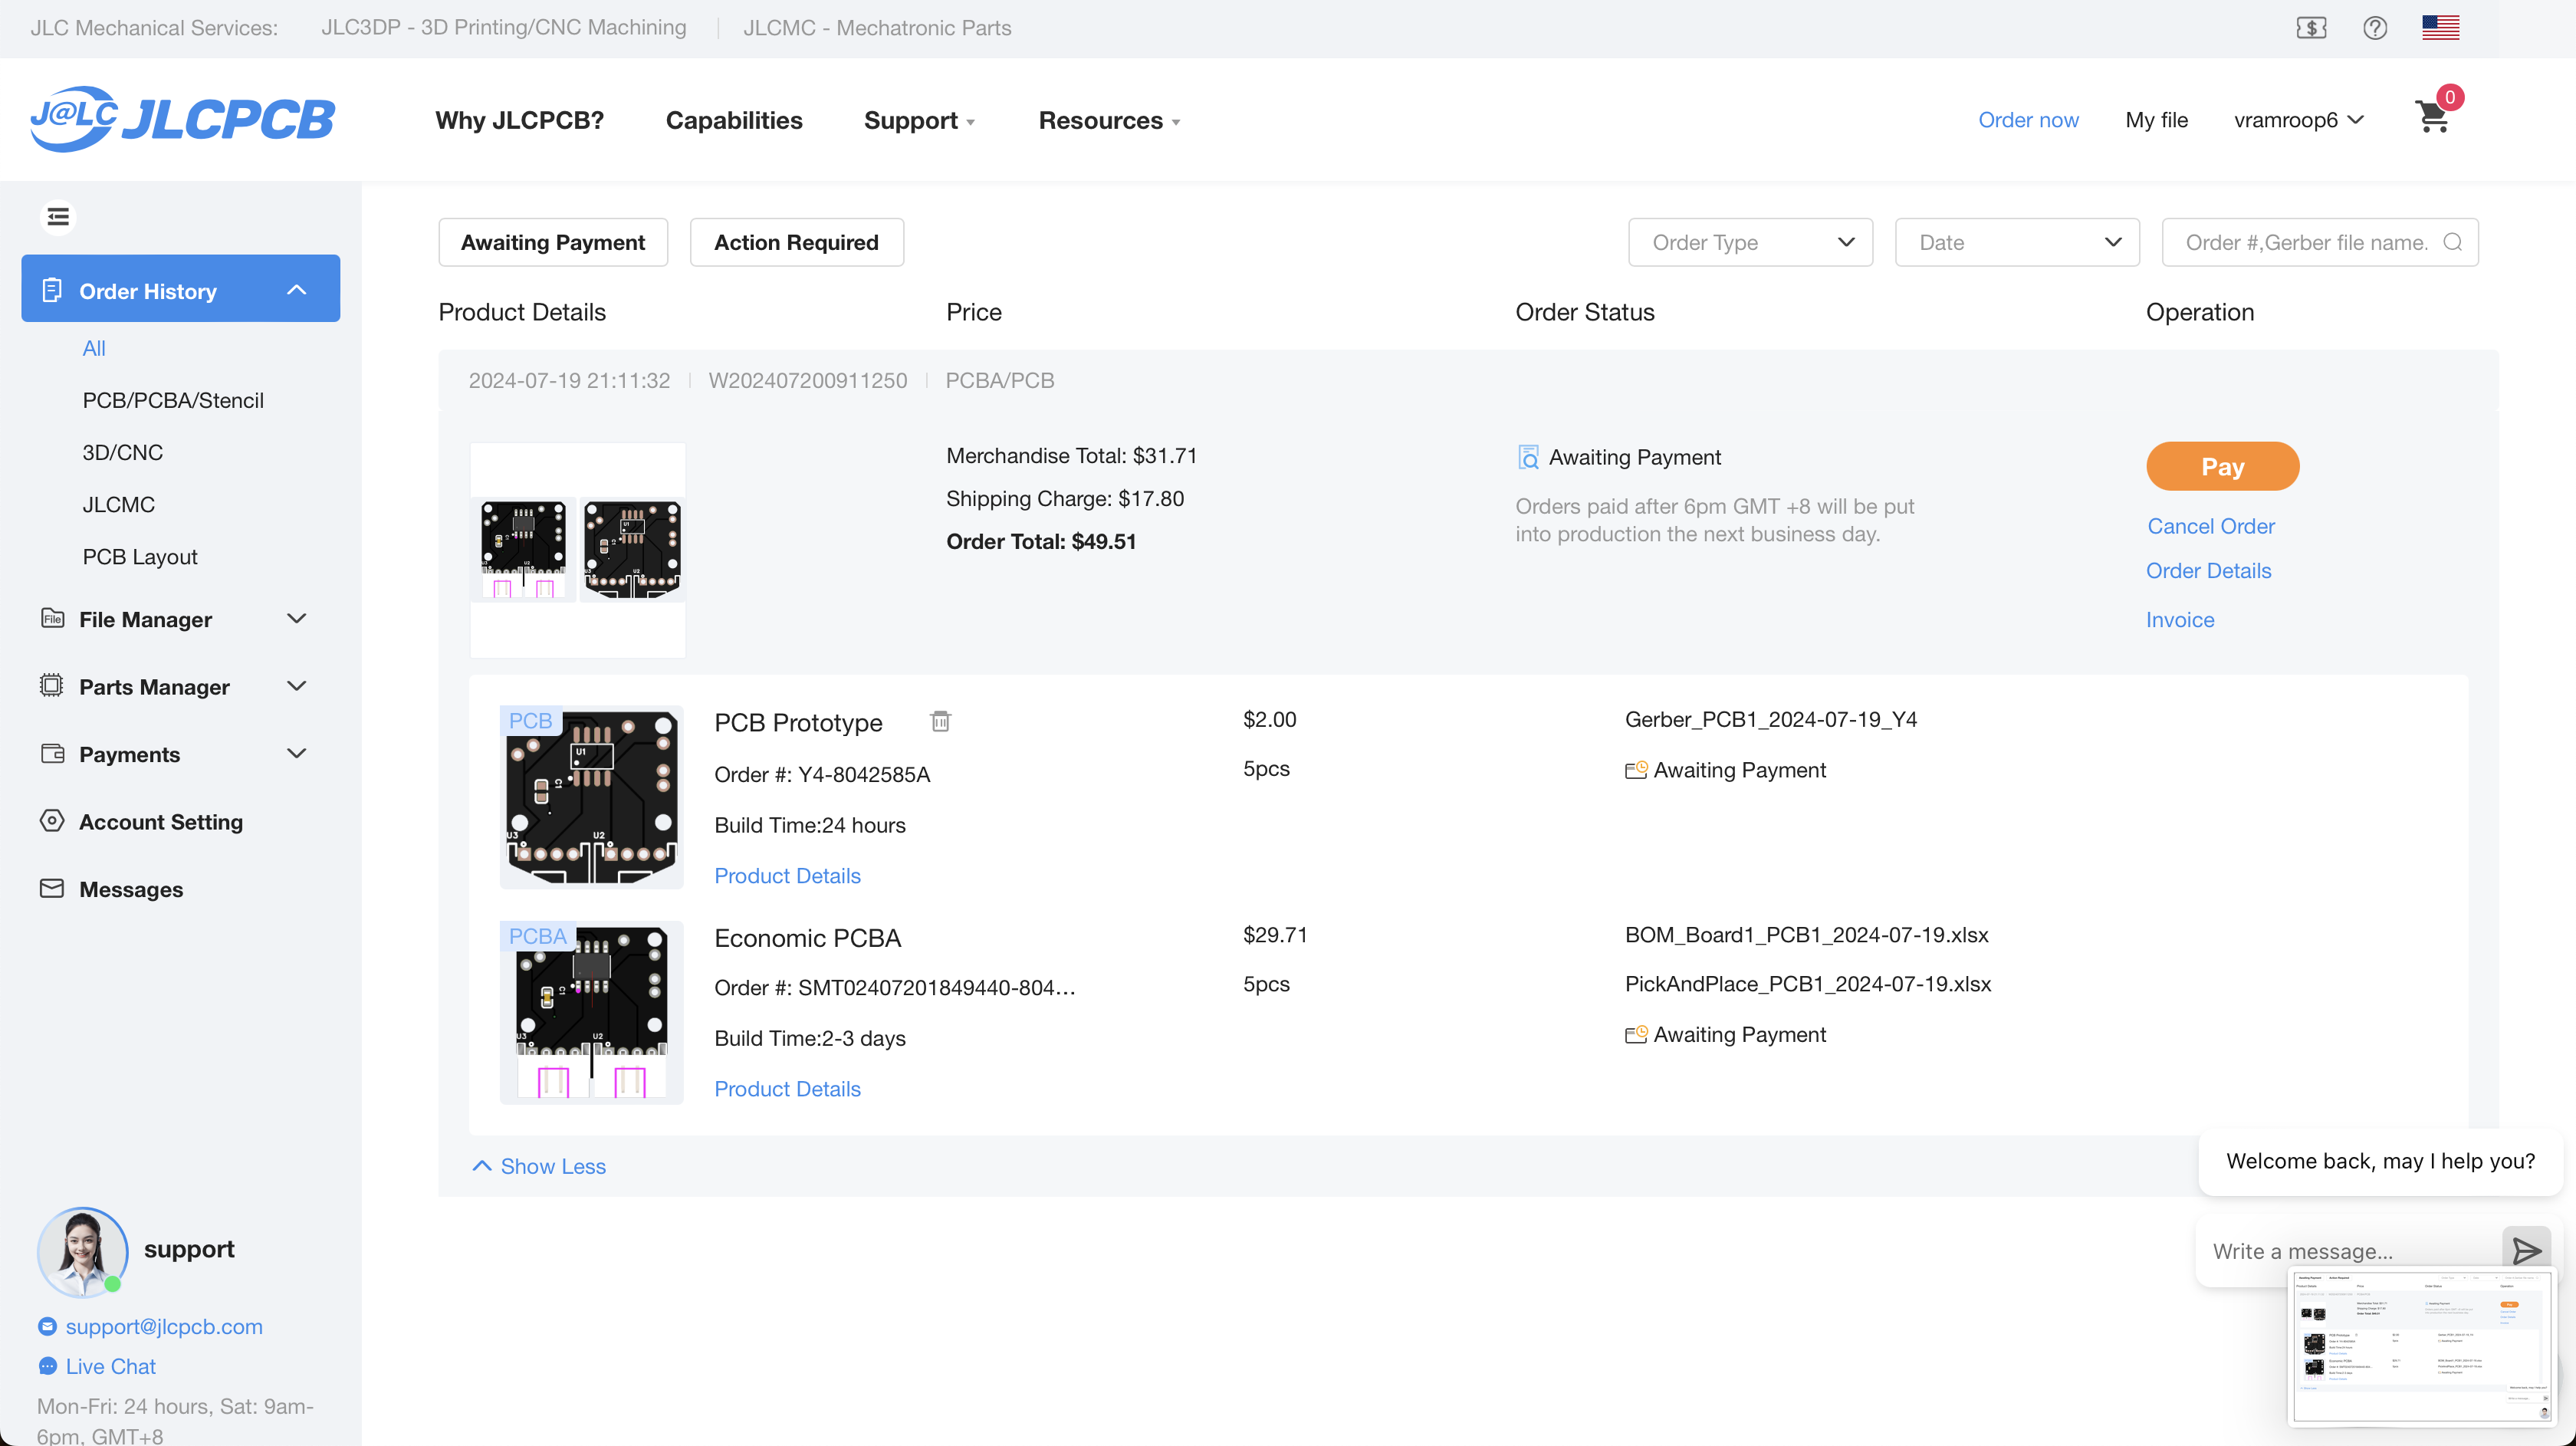 JLC Mechanical Services: JLC3DP - 3D Printing/CNC Machining JLCMC - Mechatronic Parts
J@LC JLCPCB Why JLCPCB? Capabilities Support Resources Order now My file vramroop6 0
Awaiting Payment Action Required Order Type Date Order #,Gerber file name.
Order History
All
PCB/PCBA/Stencil
3D/CNC
JLCMC
PCB Layout
File
File Manager
Parts Manager
Payments
Account Setting
Messages
support
support@jlcpcb.com
Live Chat
Mon-Fri: 24 hours, Sat: 9am-
6pm, GMT+8
Product Details Price Order Status Operation
2024-07-19 21:11:32 W202407200911250 PCBA/PCB
Merchandise Total: $31.71
Shipping Charge: $17.80
Order Total: $49.51
Awaiting Payment
Orders paid after 6pm GMT +8 will be put
into production the next business day.
Pay
Cancel Order
Order Details
Invoice
PCB
U1
C1
U3 U2
PCB Prototype
Order #: Y4-8042585A
Build Time:24 hours
Product Details
$2.00
5pcs
Gerber_PCB1_2024-07-19_Y4
Awaiting Payment
PCBA
C1
U3 U2
Economic PCBA
Order #: SMT02407201849440-804...
Build Time:2-3 days
Product Details
$29.71
5pcs
BOM_Board1_PCB1_2024-07-19.xlsx
PickAndPlace_PCB1_2024-07-19.xlsx
Awaiting Payment
Show Less
Welcome back, may I help you?
Write a message...